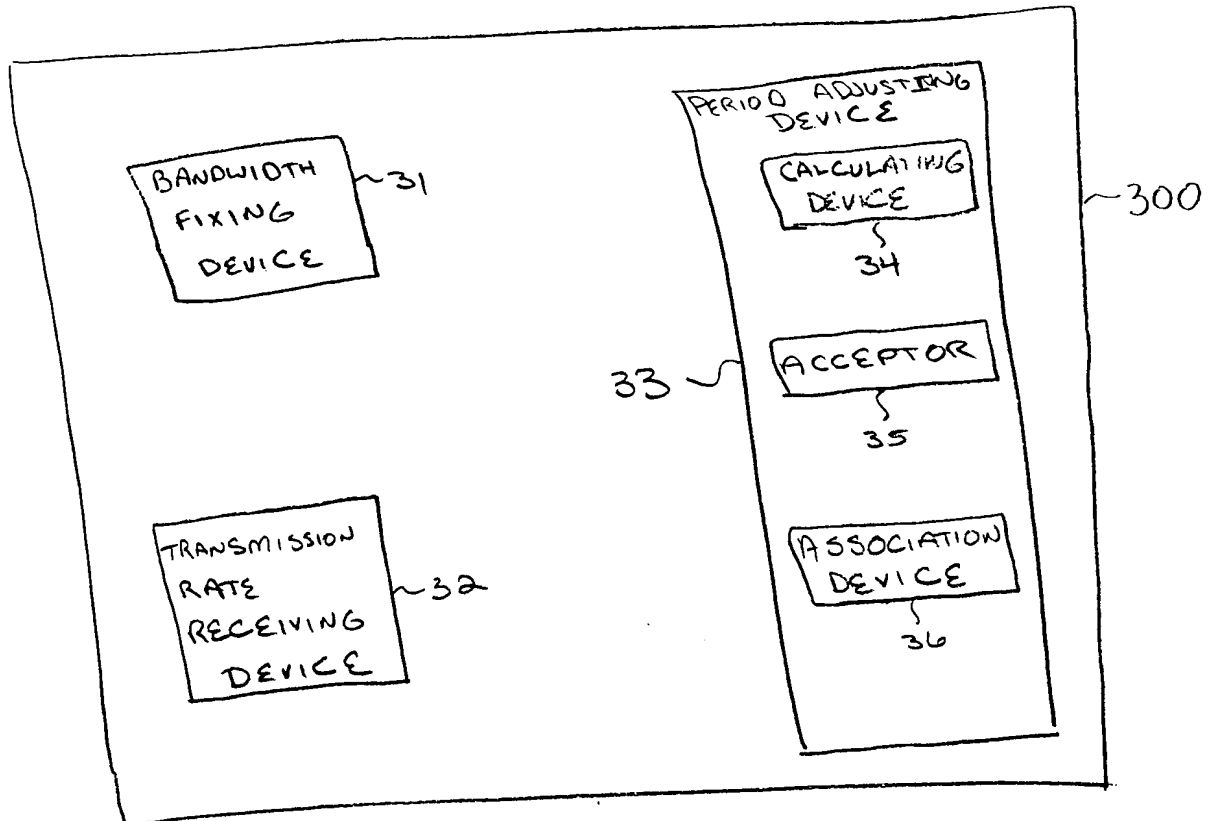 BANDWIDTH
FIXING
DEVICE
31
TRANSMISSION
RATE
RECEIVING
DEVICE
32
PERIOD ADJUSTING
DEVICE
CALCULATING
DEVICE
34
ACCEPTOR
35
ASSOCIATION
DEVICE
36
33
300